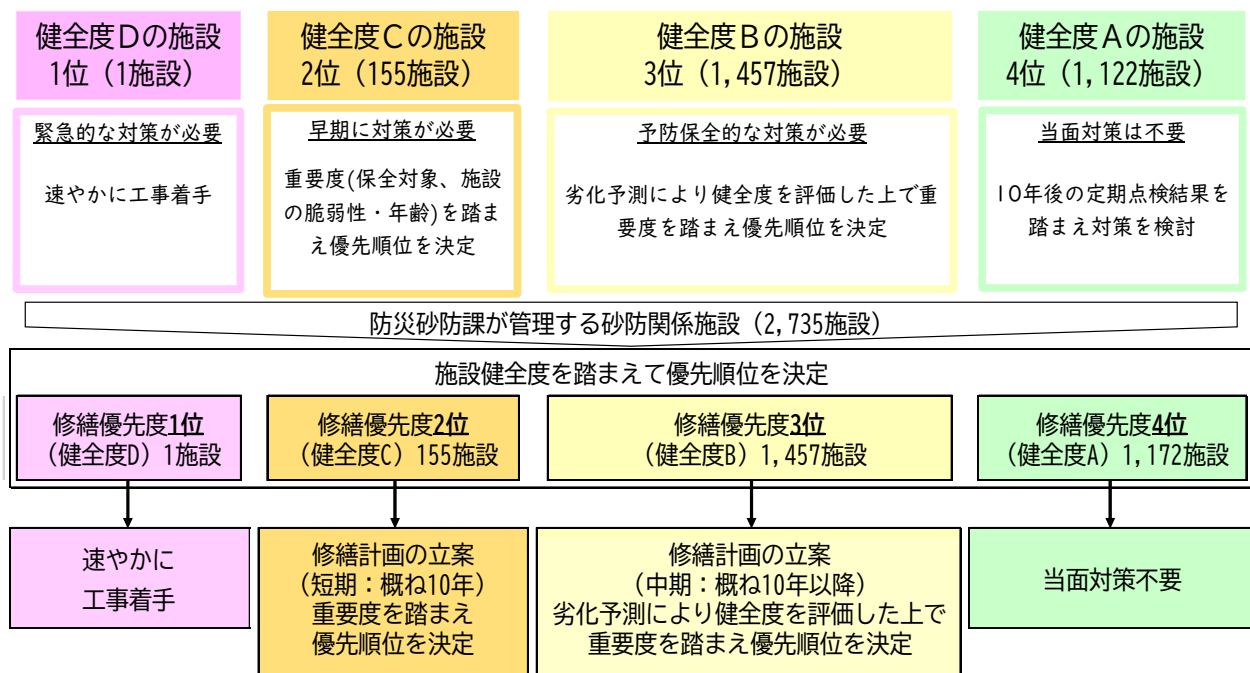 健全度Ｄの施設
1位（1施設）
健全度Ｃの施設
2位（155施設）
健全度Ｂの施設
3位（1,457施設）
健全度Ａの施設
4位（1,122施設）
緊急的な対策が必要
速やかに工事着手
早期に対策が必要
重要度(保全対象、施設
の脆弱性・年齢)を踏ま
え優先順位を決定
予防保全的な対策が必要
劣化予測により健全度を評価した上で重
要度を踏まえ優先順位を決定
当面対策は不要
10年後の定期点検結果を
踏まえ対策を検討
防災砂防課が管理する砂防関係施設（2,735施設）
施設健全度を踏まえて優先順位を決定
修繕優先度1位
（健全度D）1施設
修繕優先度2位
（健全度C）155施設
修繕優先度3位
（健全度B）1,457施設
修繕優先度4位
（健全度A）1,172施設
速やかに
工事着手
修繕計画の立案
（短期：概ね10年）
重要度を踏まえ
優先順位を決定
修繕計画の立案
（中期：概ね10年以降）
劣化予測により健全度を評価した上で
重要度を踏まえ優先順位を決定
当面対策不要